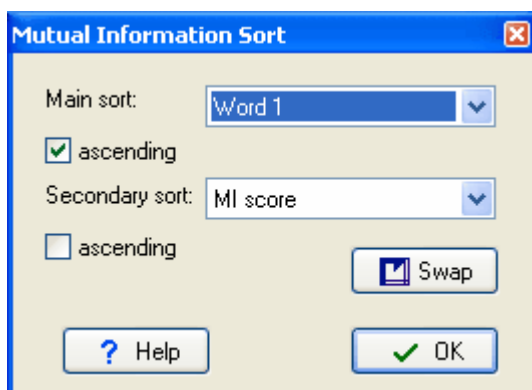 Mutual Information Sort
Main sort: Word 1
ascending
Secondary sort: MI score
ascending
Swap
? Help OK